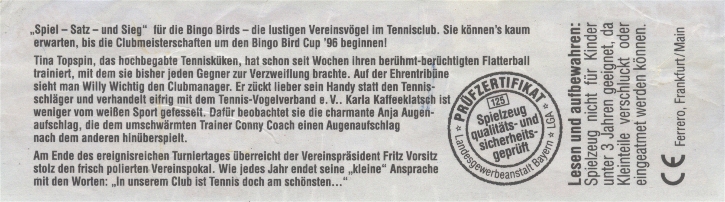 „Spiel – Satz – und Sieg“ für die Bingo Birds – die lustigen Vereinsvögel im Tennisclub. Sie können's kaum
erwarten, bis die Clubmeisterschaften um den Bingo Bird Cup '96 beginnen!
Tina Topspin, das hochbegabte Tennisküken, hat schon seit Wochen ihren berühmt-berüchtigten Flatterball
trainiert, mit dem sie bisher jeden Gegner zur Verzweiflung brachte. Auf der Ehrentribüne
sieht man Willy Wichtig den Clubmanager. Er zückt lieber sein Handy statt den Tennis-
schläger und verhandelt eifrig mit dem Tennis-Vogelverband e.V.. Karla Kaffeeklatsch ist
weniger vom weißen Sport gefesselt. Dafür beobachtet sie die charmante Anja Augen-
aufschlag, die dem umschwärmten Trainer Conny Coach einen Augenaufschlag
nach dem anderen hinüberspielt.
Am Ende des ereignisreichen Turniertages überreicht der Vereinspräsident Fritz Vorsitz
stolz den frisch polierten Vereinspokal. Wie jedes Jahr endet seine „kleine“ Ansprache
mit den Worten: „In unserem Club ist Tennis doch am schönsten...“
PRÜFZERTIFIKAT
125
Spielzeug
qualitäts- und
sicherheits-
geprüft
* Landesgewerbeanstalt Bayern * LGA
Lesen und aufbewahren:
Spielzeug nicht für Kinder
unter 3 Jahren geeignet, da
Kleinteile verschluckt oder
eingeatmet werden können.
CE Ferrero, Frankfurt/Main